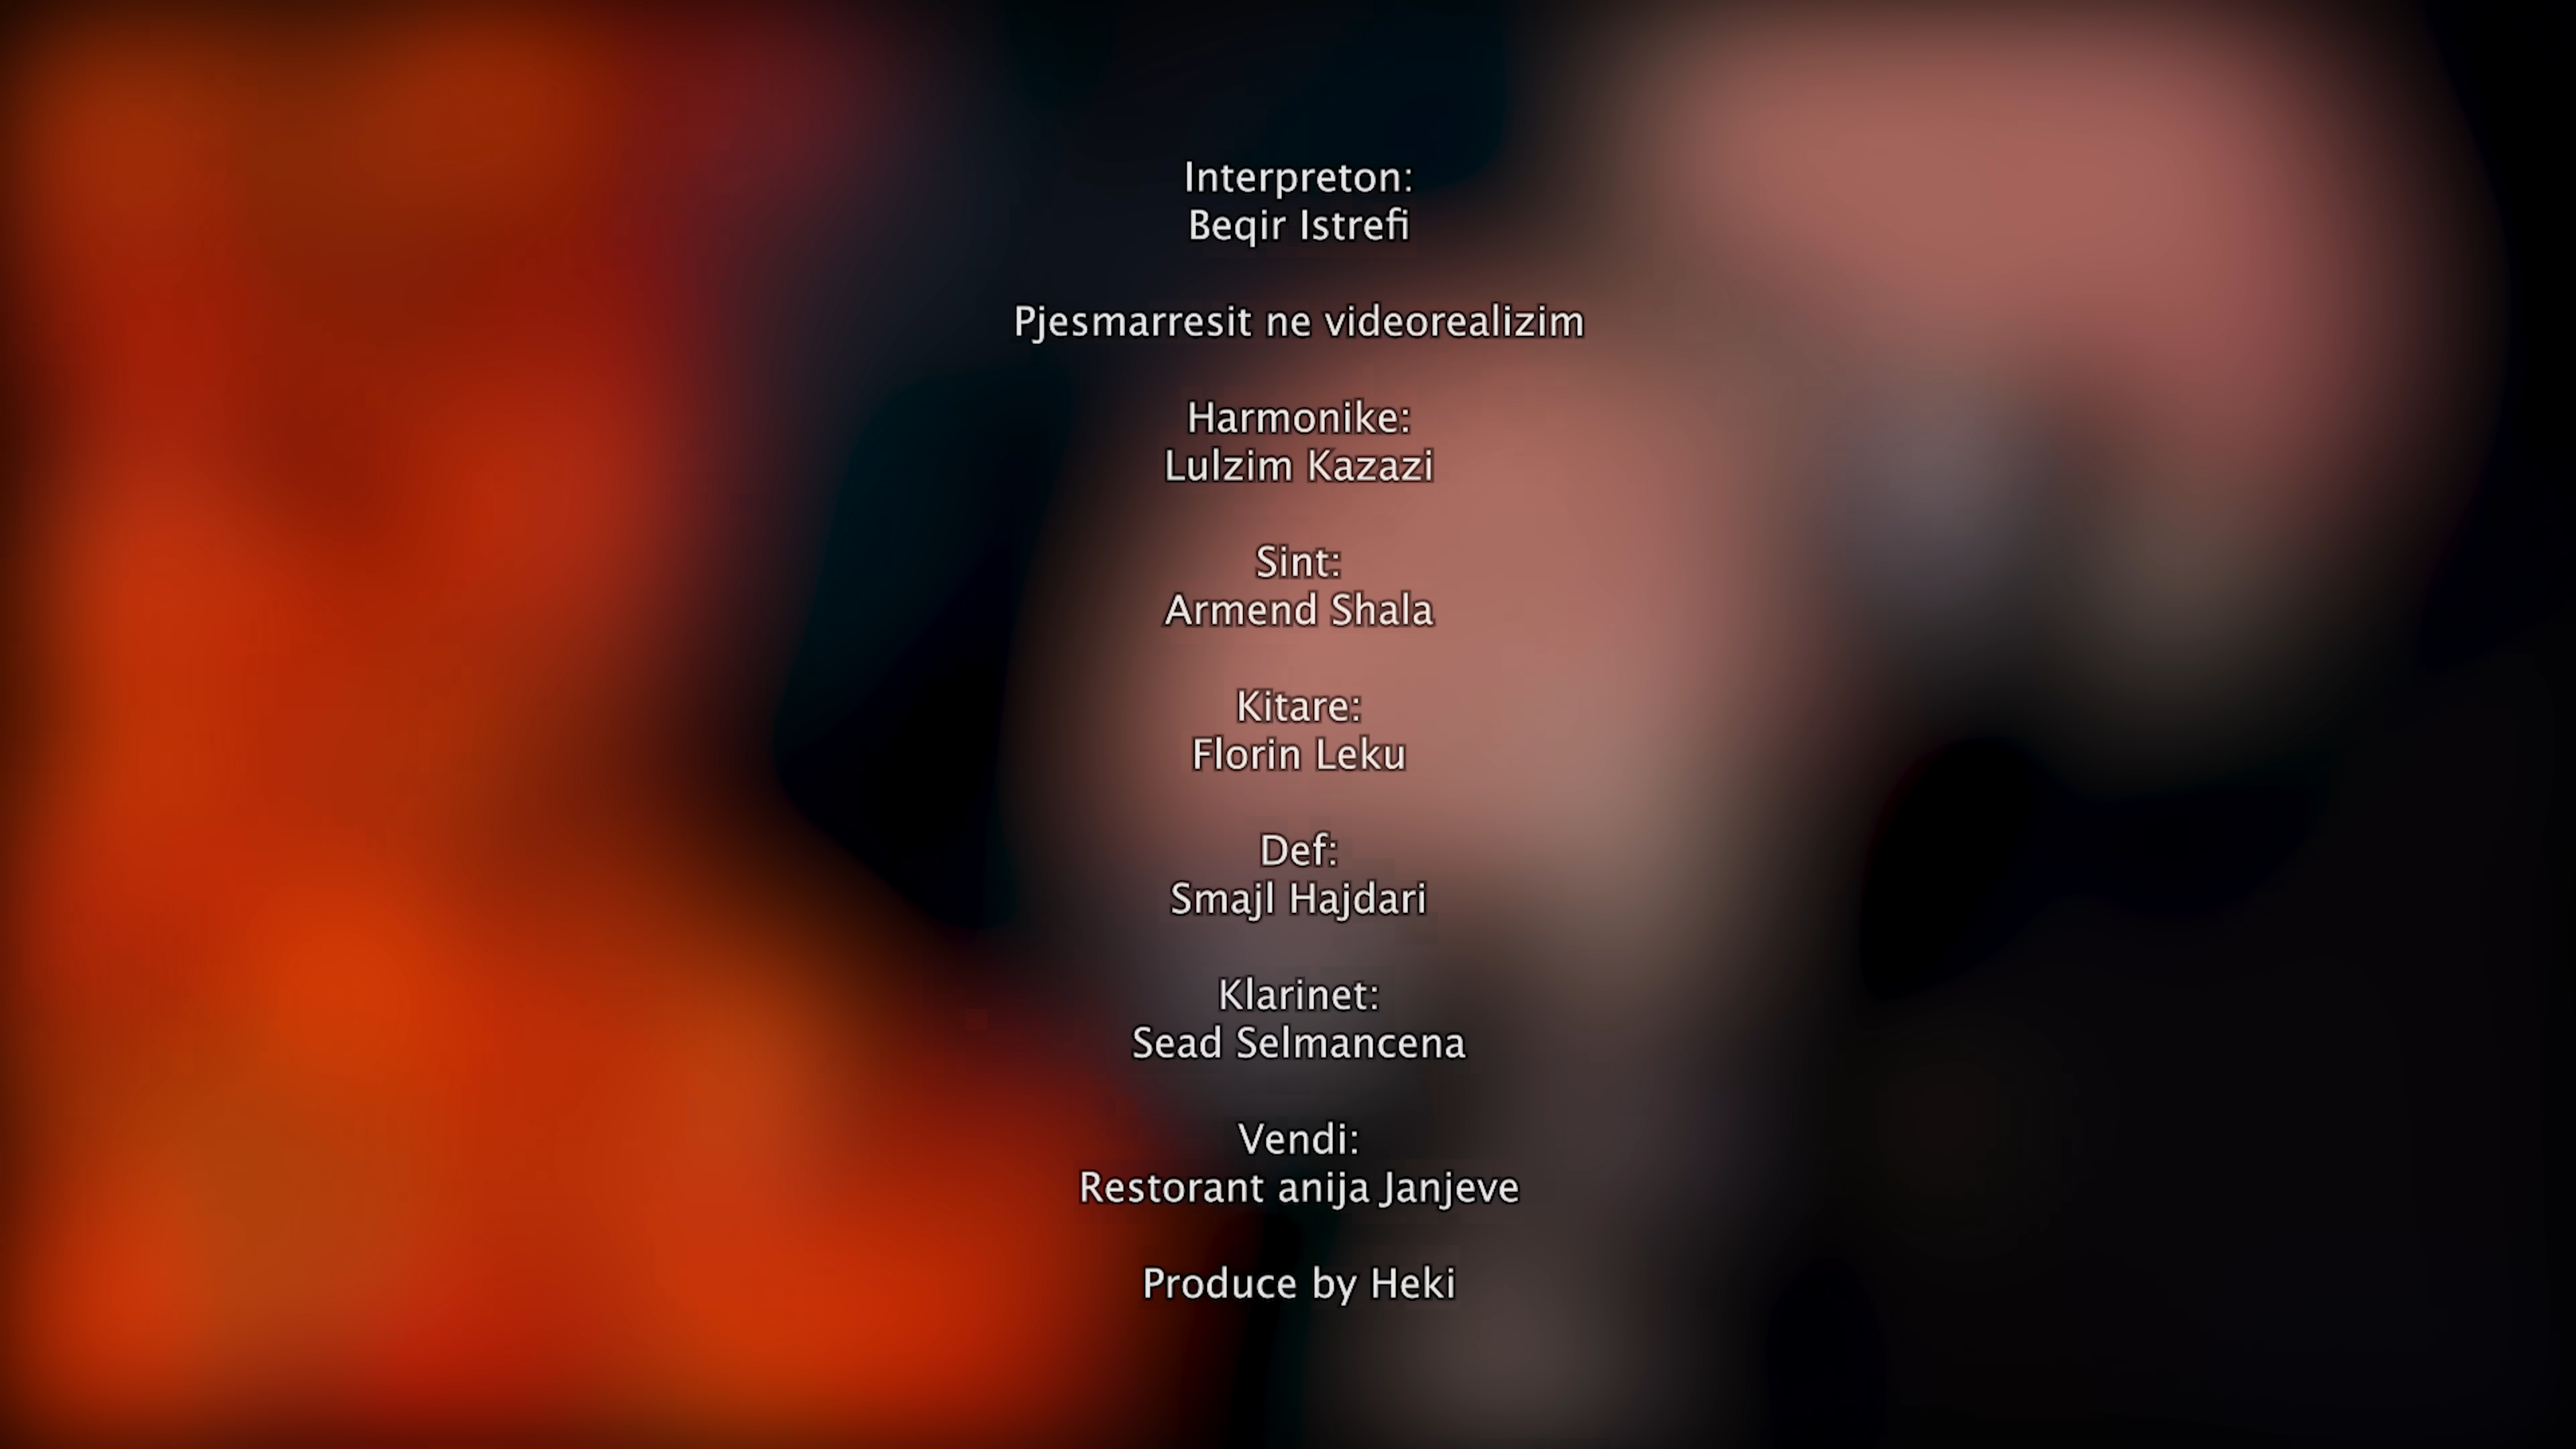 Interpreton:
Beqir Istrefi
Pjesmarresit ne videorealizim
Harmonike:
Lulzim Kazazi
Sint:
Armend Shala
Kitare:
Florin Leku
Def:
Smajl Hajdari
Klarinet:
Sead Selmancena
Vendi:
Restorant anija Janjeve
Produce by Heki